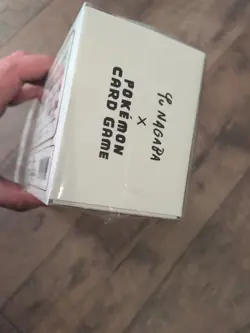 Yu NAGABA
×
POKÉMON
CARD GAME